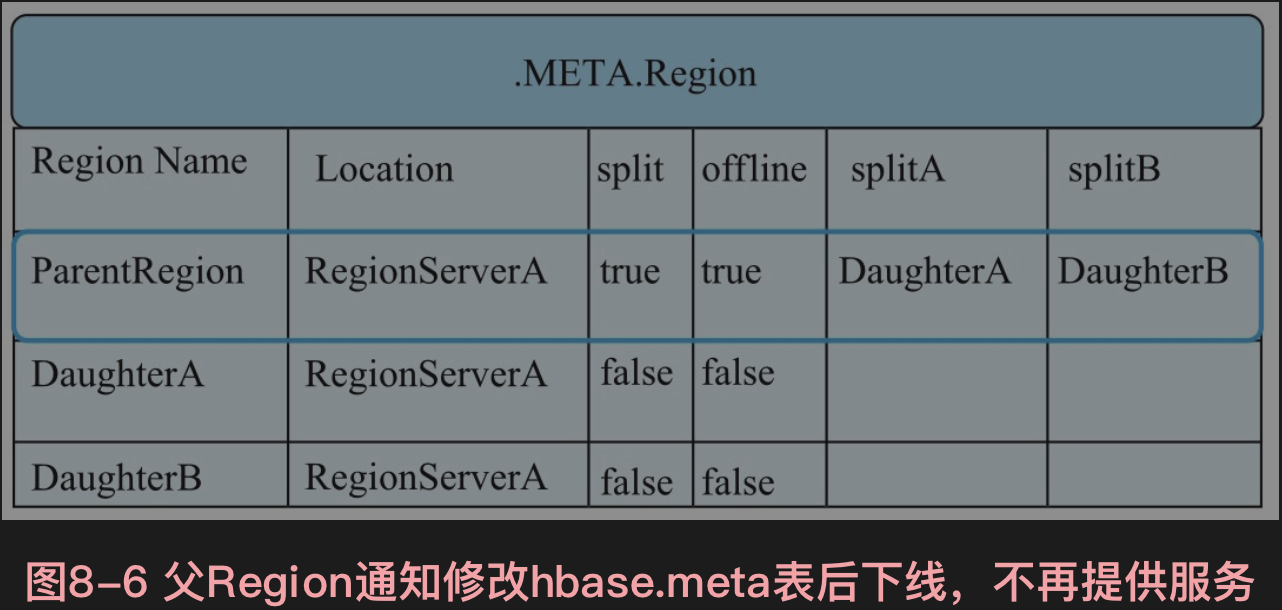 .META.Region
Region Name Location split offline splitA splitB
ParentRegion RegionServerA true true DaughterA DaughterB
DaughterA RegionServerA false false
DaughterB RegionServerA false false
图8-6 父Region通知修改hbase.meta表后下线，不再提供服务